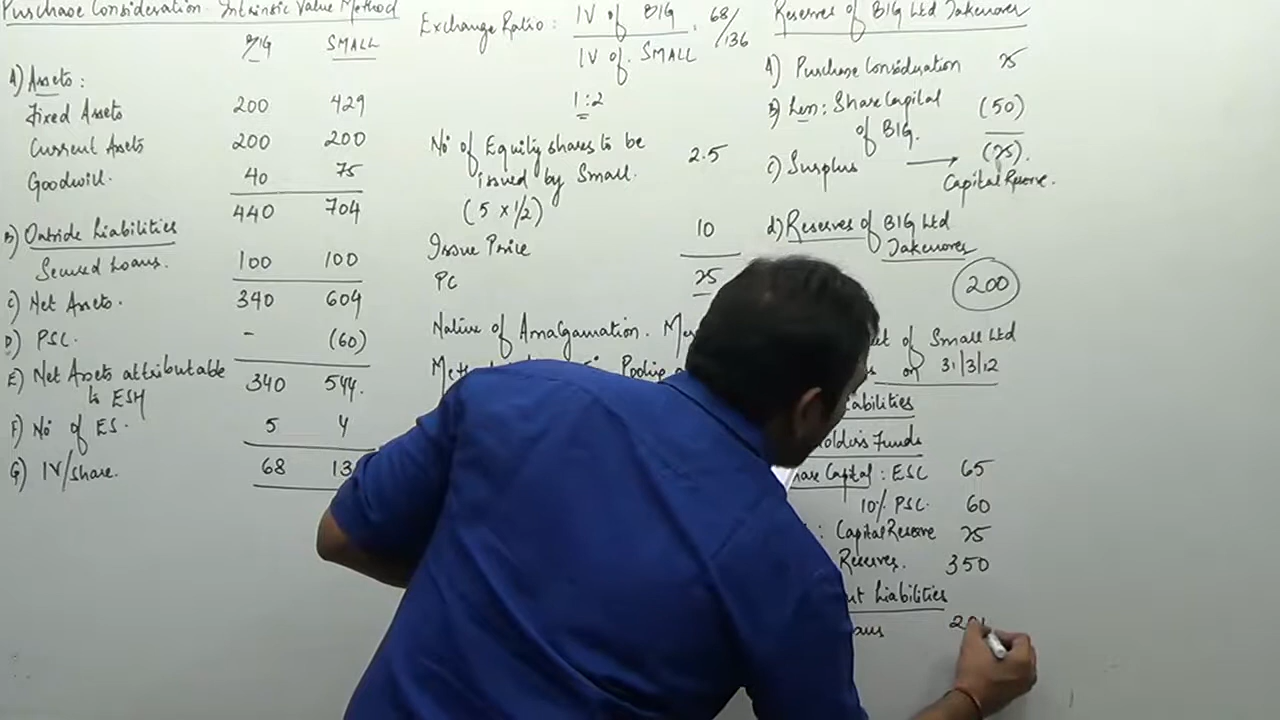 Purchase Consideration - Intrinsic Value Method
BIG SMALL
A) Assets:
Fixed Assets 200 429
Current Assets 200 200
Goodwill. 40 75
440 704
B) Outside Liabilities
Secured Loans. 100 100
C) Net Assets. 340 604
D) PSC. - (60)
E) Net Assets attributable
to ESH 340 544.
F) No of ES. 5 4
G) IV/share. 68 13
Exchange Ratio: IV of BIG . 68/136
IV of. SMALL
1:2
No of Equity shares to be
issued by Small. 2.5
(5 x 1/2)
Issue Price 10
PC 25
Nature of Amalgamation.
Pooling
Reserves of BIG Ltd Takeover
A) Purchase Consideration 25
B) Less: Share Capital (50)
of BIG.
C) Surplus → (25).
Capital Reserve.
d) Reserves of BIG Ltd
Takeover
200
of Small Ltd
on 31/3/12
Share Capital: ESC 65
10% PSC. 60
: Capital Reserve 25
Reserves. 350
Liabilities